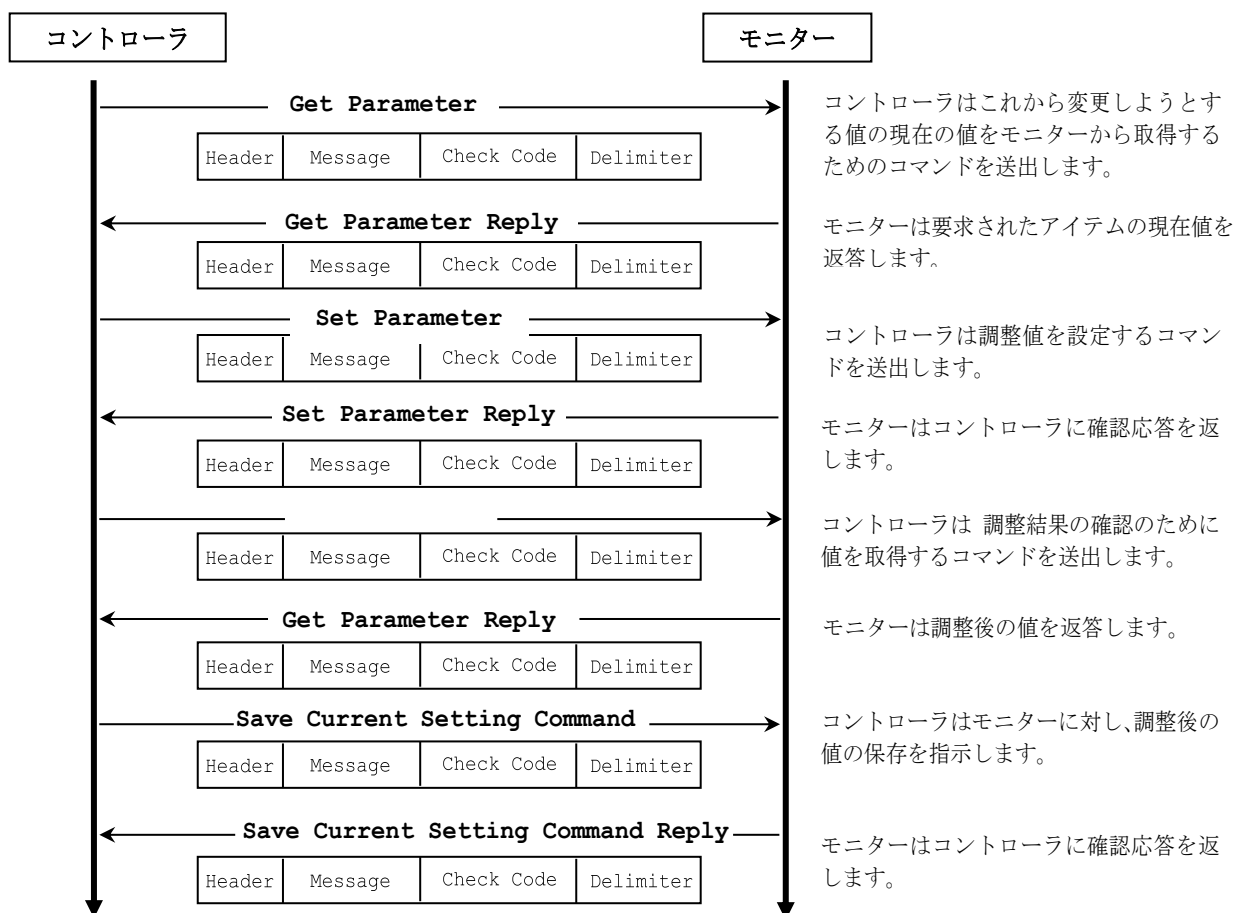 コントローラ
モニター
Get Parameter
Header Message Check Code Delimiter
コントローラはこれから変更しようとす
る値の現在の値をモニターから取得する
ためのコマンドを送出します。
Get Parameter Reply
Header Message Check Code Delimiter
モニターは要求されたアイテムの現在値を
返答します。
Set Parameter
Header Message Check Code Delimiter
コントローラは調整値を設定するコマン
ドを送出します。
Set Parameter Reply
Header Message Check Code Delimiter
モニターはコントローラに確認応答を返
します。
Header Message Check Code Delimiter
コントローラは 調整結果の確認のために
値を取得するコマンドを送出します。
Get Parameter Reply
Header Message Check Code Delimiter
モニターは調整後の値を返答します。
Save Current Setting Command
Header Message Check Code Delimiter
コントローラはモニターに対し、調整後の
値の保存を指示します。
Save Current Setting Command Reply
Header Message Check Code Delimiter
モニターはコントローラに確認応答を返
します。